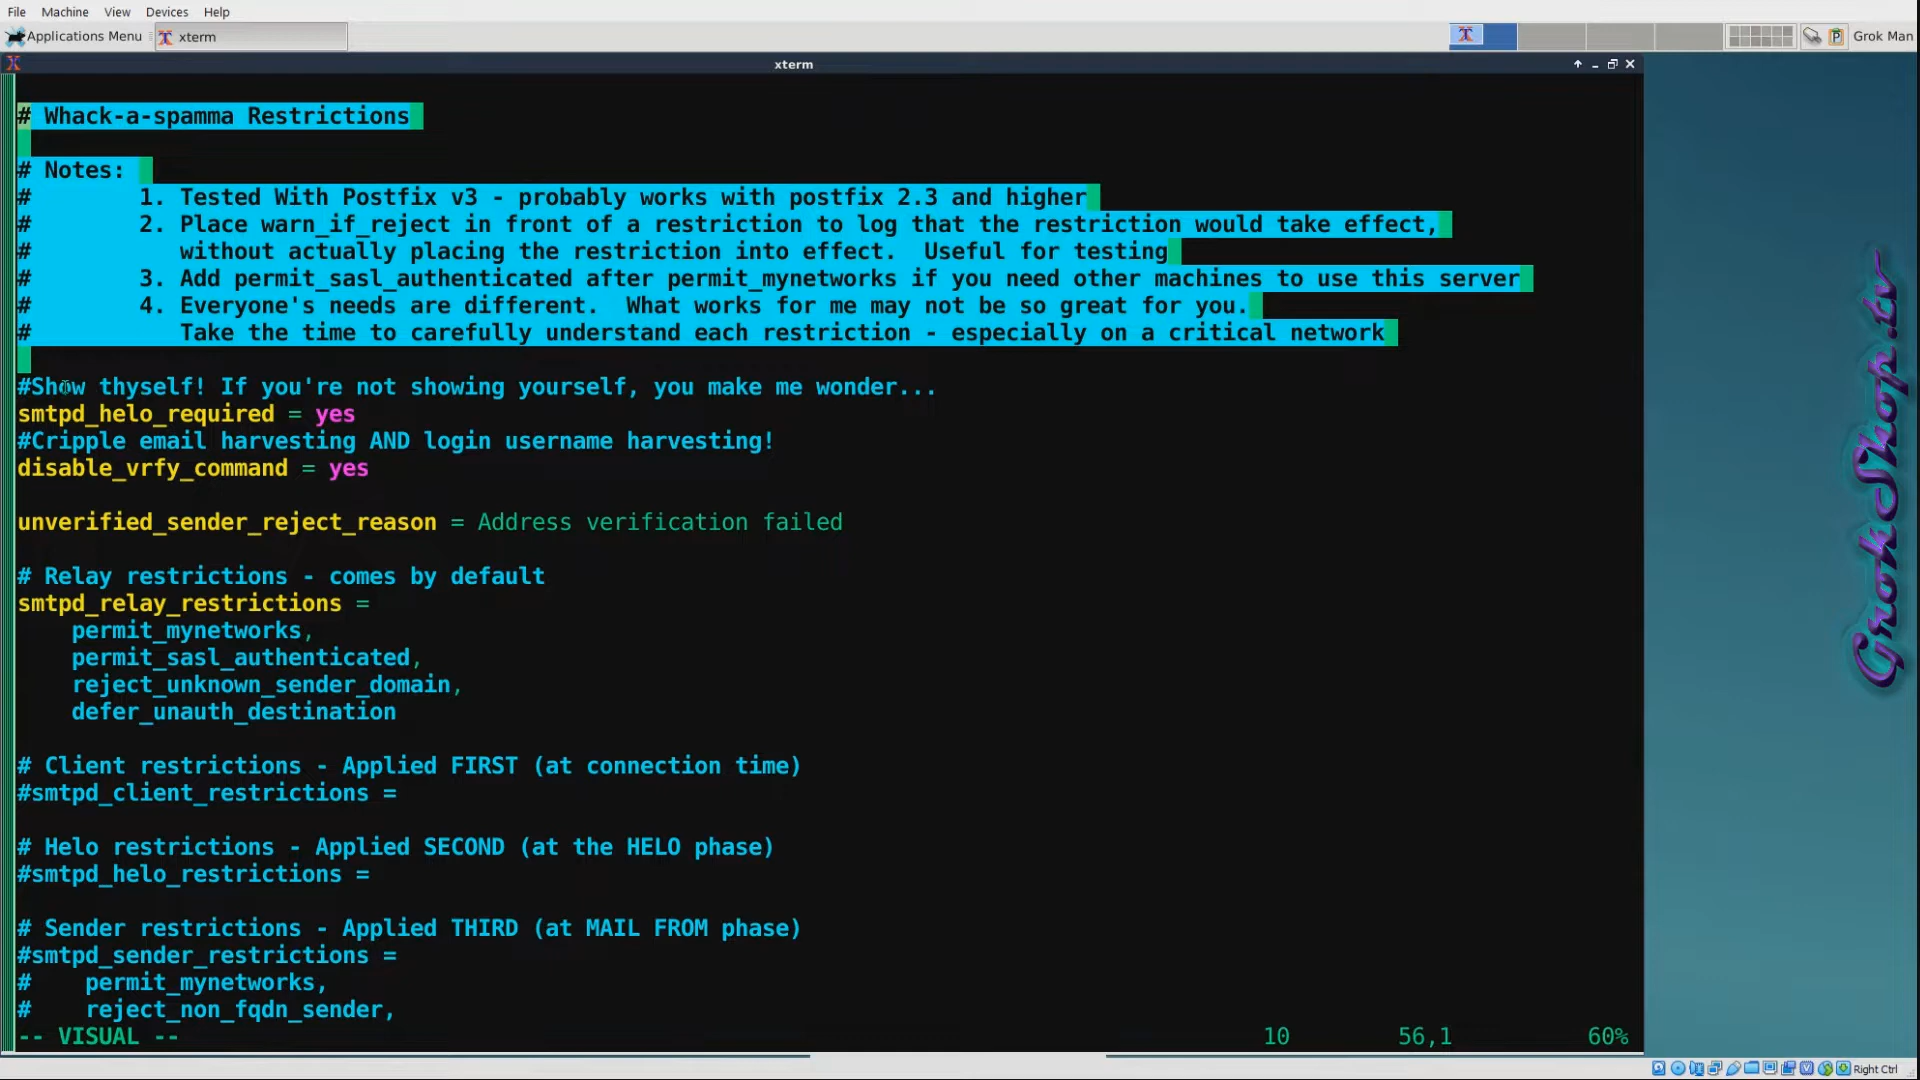 File Machine View Devices Help
Applications Menu xterm Grok Man
xterm
# Whack-a-spamma Restrictions
# Notes:
# 1. Tested With Postfix v3 - probably works with postfix 2.3 and higher
# 2. Place warn_if_reject in front of a restriction to log that the restriction would take effect,
# without actually placing the restriction into effect. Useful for testing
# 3. Add permit_sasl_authenticated after permit_mynetworks if you need other machines to use this server
# 4. Everyone's needs are different. What works for me may not be so great for you.
# Take the time to carefully understand each restriction - especially on a critical network
#Show thyself! If you're not showing yourself, you make me wonder...
smtpd_helo_required = yes
#Cripple email harvesting AND login username harvesting!
disable_vrfy_command = yes
unverified_sender_reject_reason = Address verification failed
# Relay restrictions - comes by default
smtpd_relay_restrictions =
permit_mynetworks,
permit_sasl_authenticated,
reject_unknown_sender_domain,
defer_unauth_destination
# Client restrictions - Applied FIRST (at connection time)
#smtpd_client_restrictions =
# Helo restrictions - Applied SECOND (at the HELO phase)
#smtpd_helo_restrictions =
# Sender restrictions - Applied THIRD (at MAIL FROM phase)
#smtpd_sender_restrictions =
# permit_mynetworks,
# reject_non_fqdn_sender,
-- VISUAL -- 10 56,1 60%
GrokShop.tv
Right Ctrl